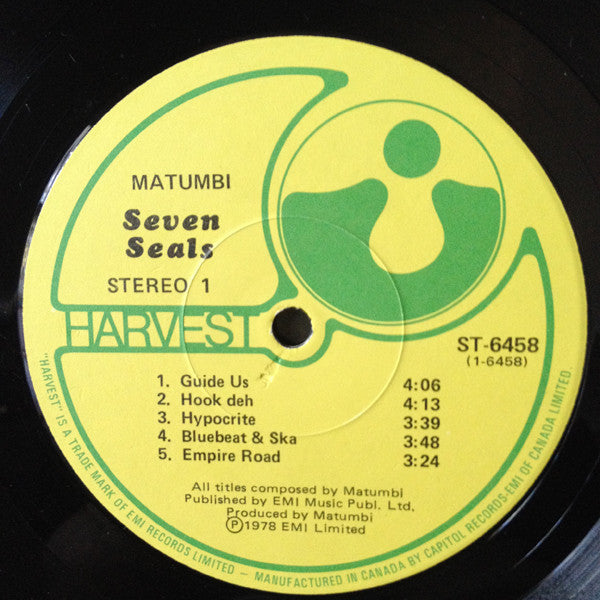 MATUMBI
Seven
Seals
STEREO 1
HARVEST
ST-6458
(1-6458)
1. Guide Us 4:06
2. Hook deh 4:13
3. Hypocrite 3:39
4. Bluebeat & Ska 3:48
5. Empire Road 3:24
All titles composed by Matumbi
Published by EMI Music Publ. Ltd.
Produced by Matumbi
Ⓟ1978 EMI Limited
"HARVEST" IS A TRADE MARK OF EMI RECORDS LIMITED – MANUFACTURED IN CANADA BY CAPITOL RECORDS-EMI OF CANADA LIMITED.